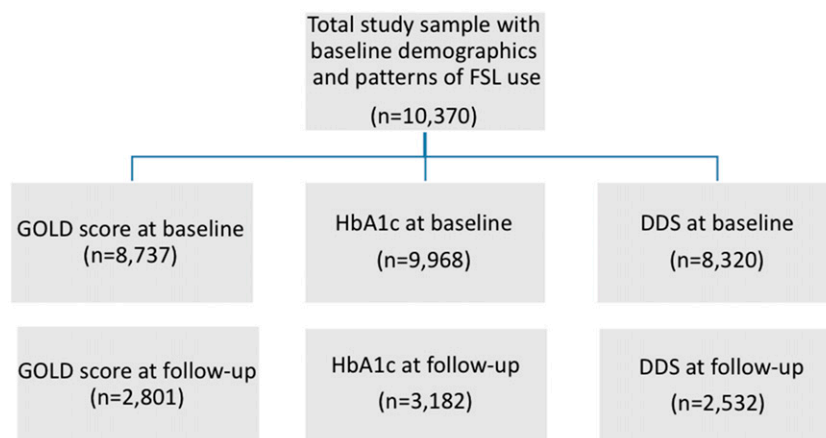 Total study sample with
baseline demographics
and patterns of FSL use
(n=10,370)
GOLD score at baseline
(n=8,737)
HbA1c at baseline
(n=9,968)
DDS at baseline
(n=8,320)
GOLD score at follow-up
(n=2,801)
HbA1c at follow-up
(n=3,182)
DDS at follow-up
(n=2,532)